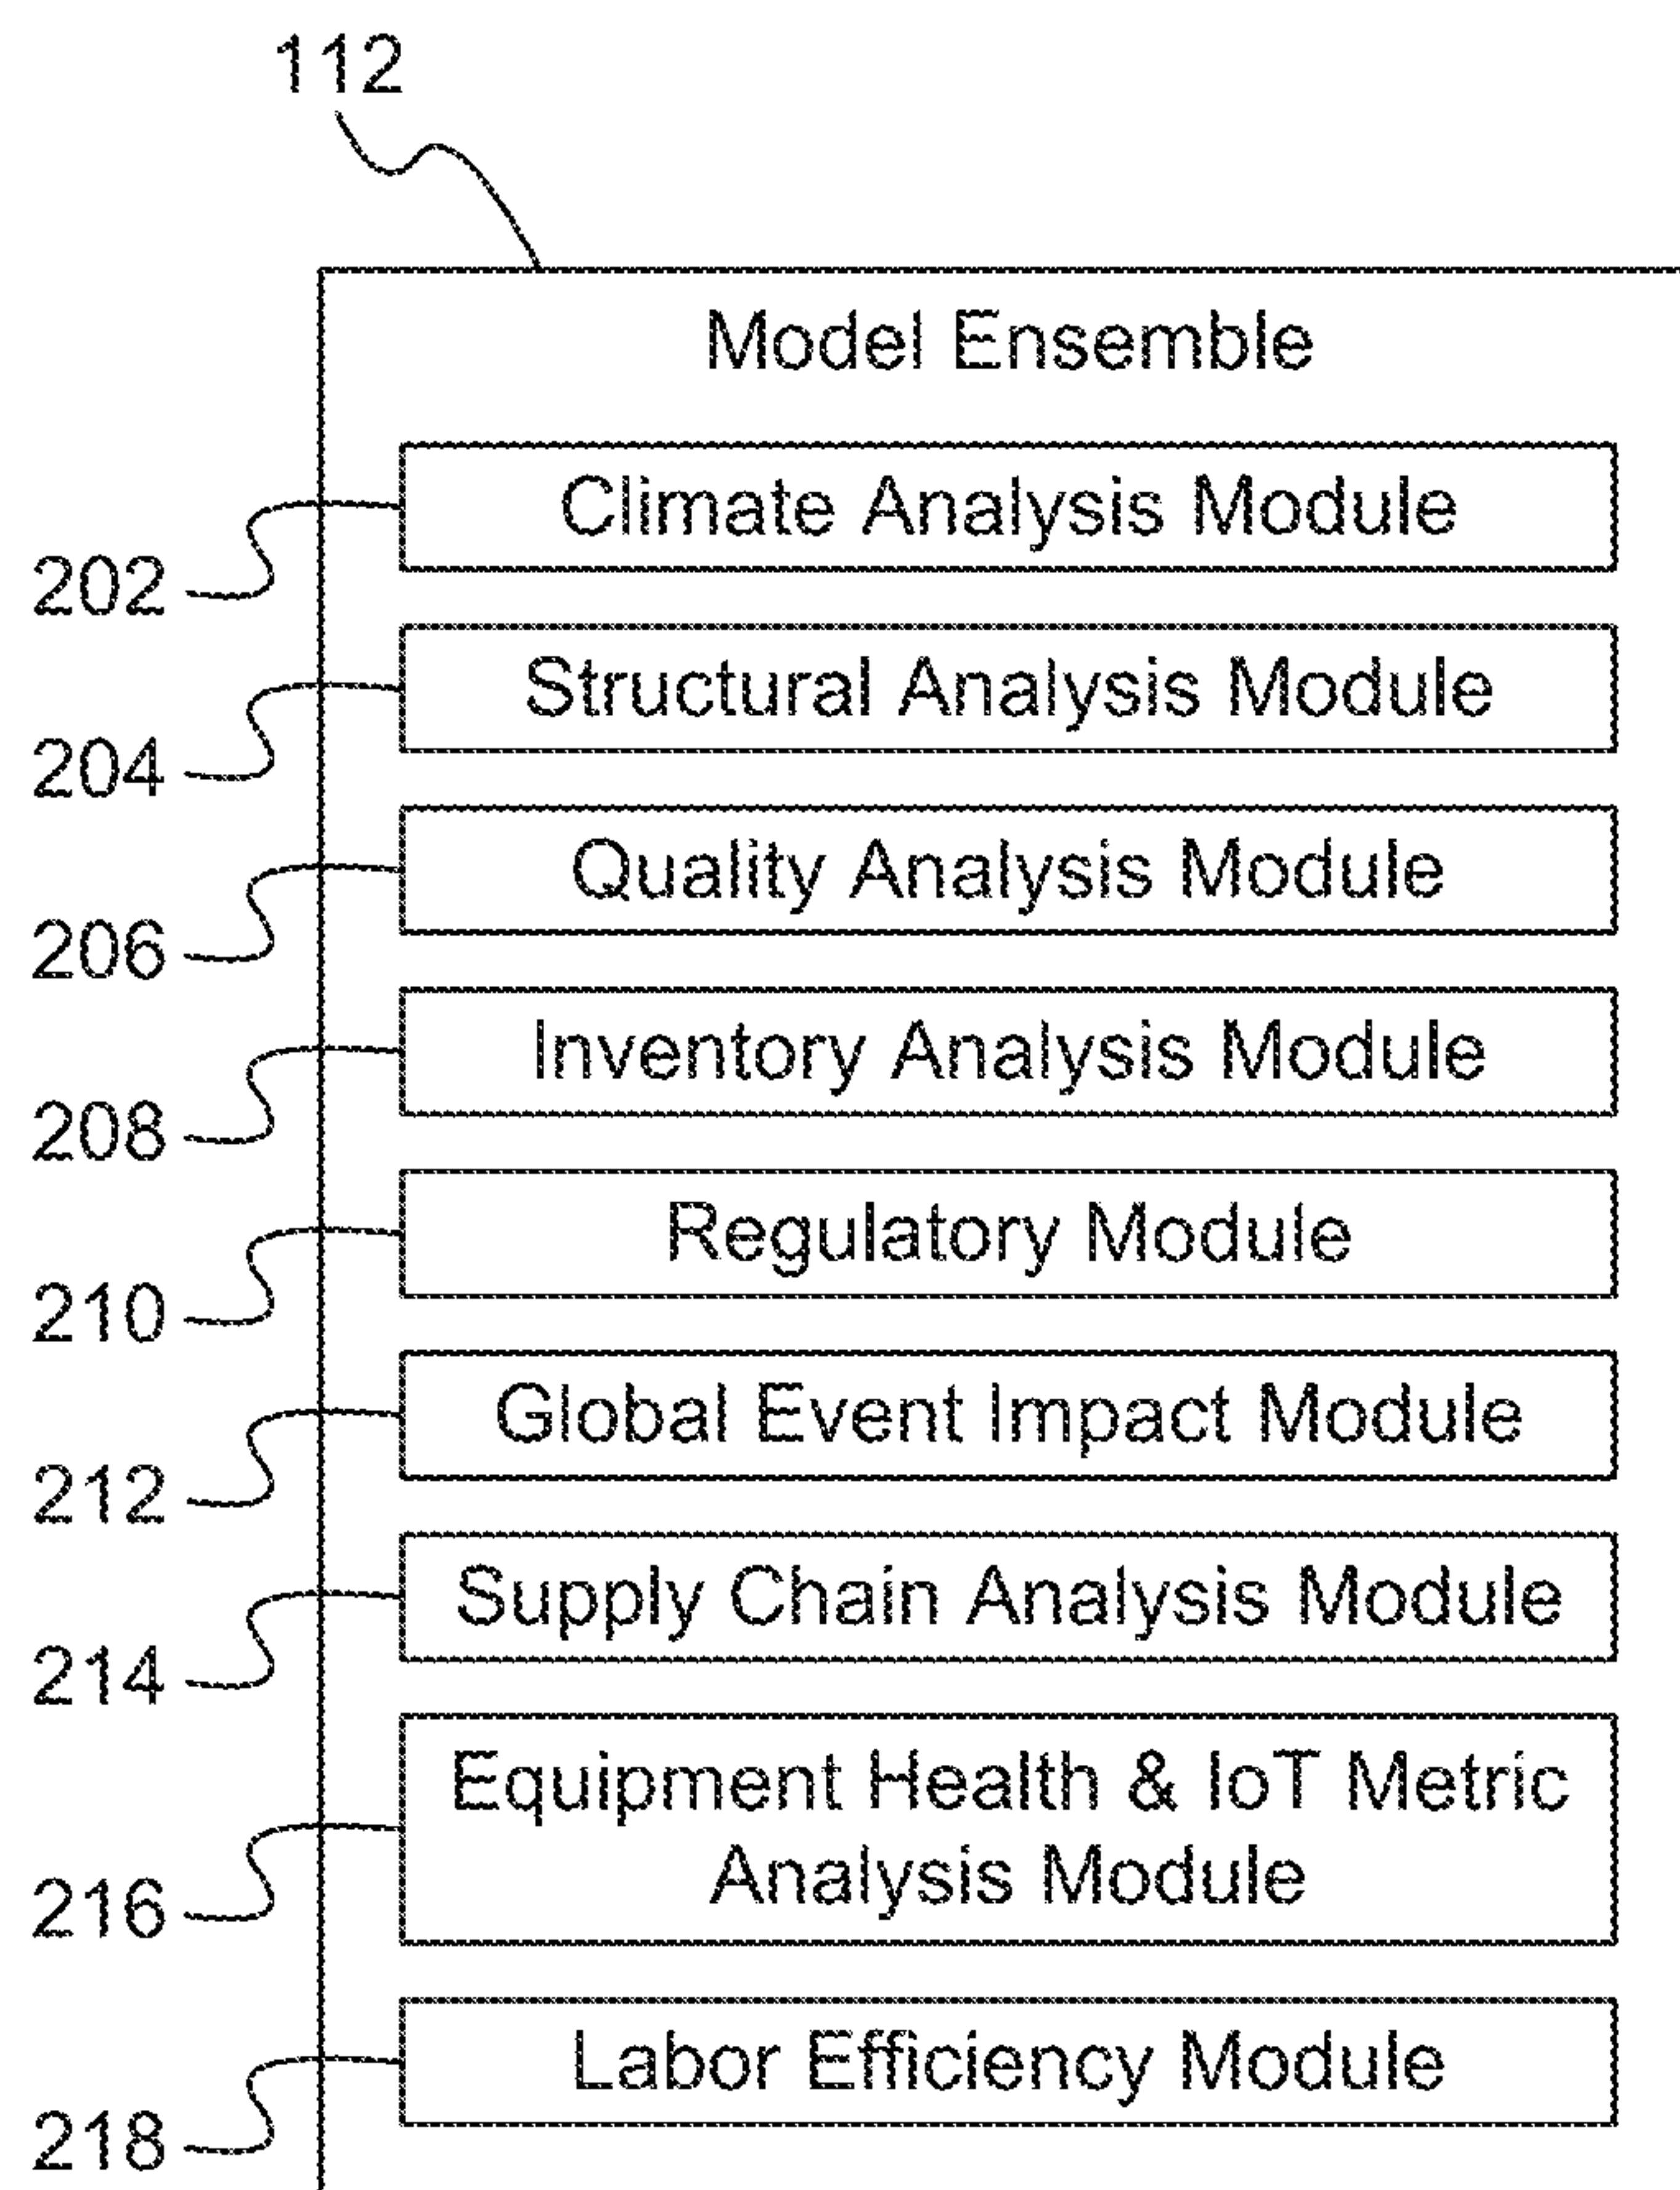 112
Model Ensemble
Climate Analysis Module
202
Structural Analysis Module
204
Quality Analysis Module
206
Inventory Analysis Module
208
Regulatory Module
210
Global Event Impact Module
212
Supply Chain Analysis Module
214
Equipment Health & IoT Metric
Analysis Module
216
Labor Efficiency Module
218